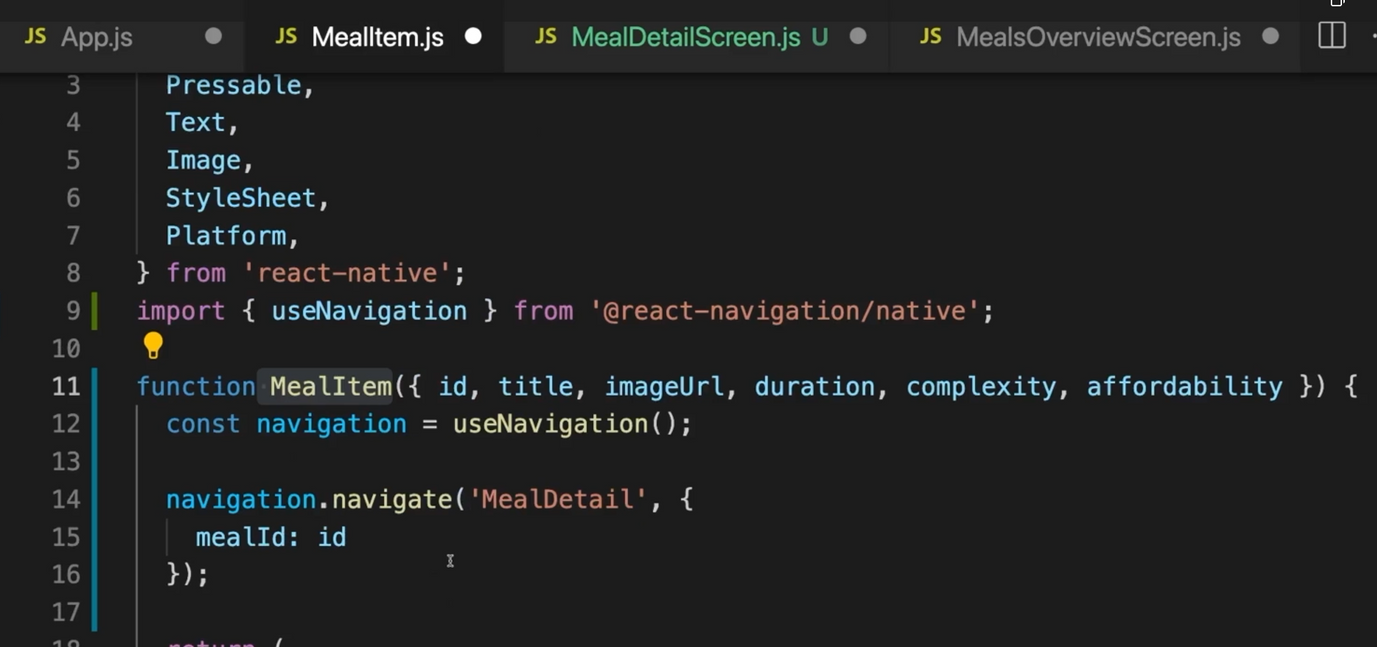 JS App.js JS MealItem.js JS MealDetailScreen.js U JS MealsOverviewScreen.js
3 Pressable,
4 Text,
5 Image,
6 StyleSheet,
7 Platform,
8 } from 'react-native';
9 import { useNavigation } from '@react-navigation/native';
10
11 function MealItem({ id, title, imageUrl, duration, complexity, affordability }) {
12 const navigation = useNavigation();
13
14 navigation.navigate('MealDetail', {
15 mealId: id
16 });
17
18 return (